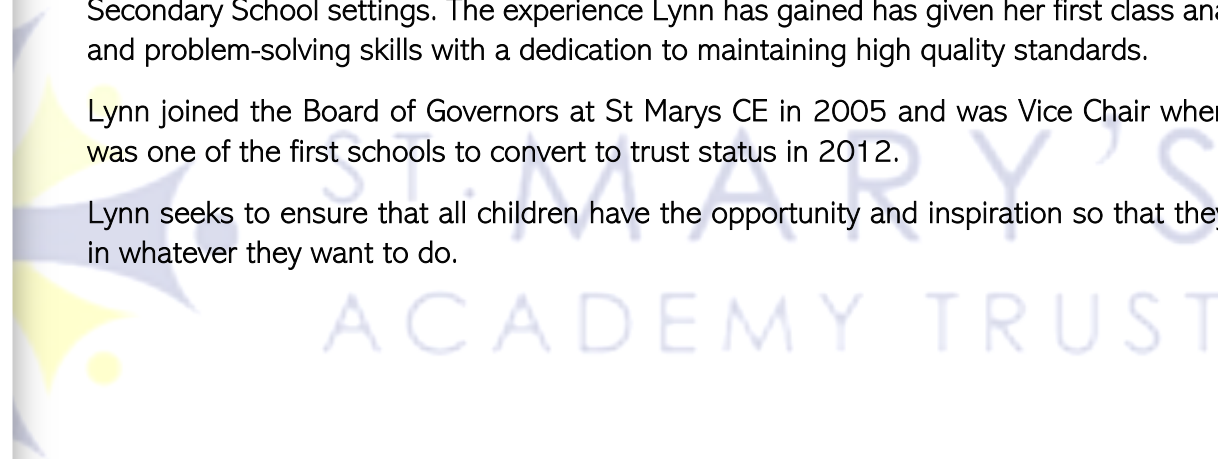 Secondary School settings. The experience Lynn has gained has given her first class
and problem-solving skills with a dedication to maintaining high quality standards.
Lynn joined the Board of Governors at St Marys CE in 2005 and was Vice Chair
was one of the first schools to convert to trust status in 2012.
Lynn seeks to ensure that all children have the opportunity and inspiration so that
in whatever they want to do.
ST. MARY'S
ACADEMY TRUST